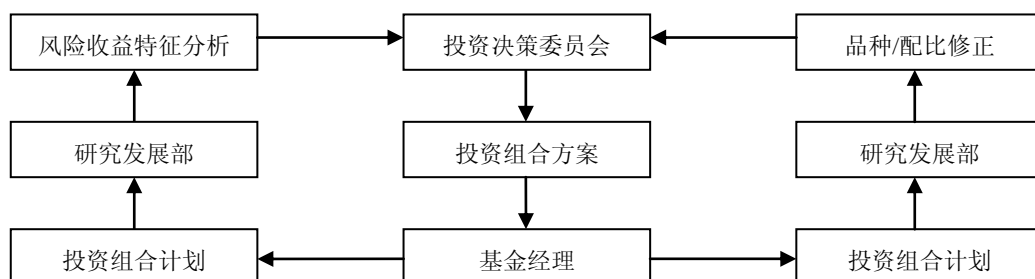 风险收益特征分析
投资决策委员会
品种/配比修正
研究发展部
投资组合方案
研究发展部
投资组合计划
基金经理
投资组合计划